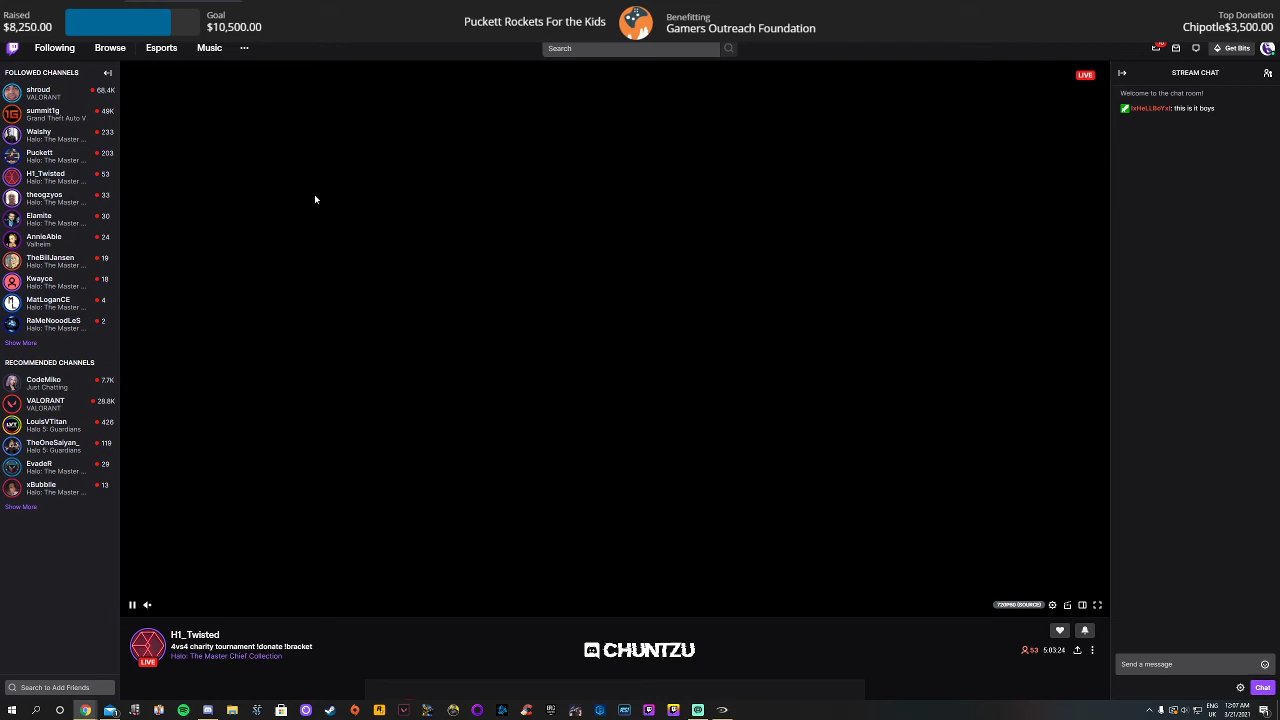 Raised
$8,250.00
Goal
$10,500.00
Puckett Rockets For the Kids
Benefitting
Gamers Outreach Foundation
Top Donation
Chipotle$3,500.00
Following
Browse
Esports
Music
Search
Get Bits
FOLLOWED CHANNELS
shroud
68.4K
VALORANT
summit1g
49K
Grand Theft Auto V
Walshy
233
Halo: The Master ...
Puckett
203
Halo: The Master ...
H1_Twisted
53
Halo: The Master ...
theogzyos
33
Halo: The Master ...
Elamite
30
Halo: The Master ...
AnnieAble
24
Valheim
TheBillJansen
19
Halo: The Master ...
Kwayce
18
Halo: The Master ...
MatLoganCE
4
Halo: The Master ...
RaMeNooodLeS
2
Halo: The Master ...
Show More
RECOMMENDED CHANNELS
CodeMiko
7.7K
Just Chatting
VALORANT
28.8K
VALORANT
LouisVTitan
426
Halo 5: Guardians
TheOneSaiyan_
119
Halo 5: Guardians
EvadeR
29
Halo: The Master ...
xBubblle
13
Halo: The Master ...
Show More
Search to Add Friends
LIVE
720P60 (SOURCE)
H1_Twisted
4vs4 charity tournament !donate !bracket
Halo: The Master Chief Collection
LIVE
CHUNTZU
53
5:03:24
STREAM CHAT
Welcome to the chat room!
this is it boys
Send a message
Chat
ENG
UK
12:07 AM
3/21/2021